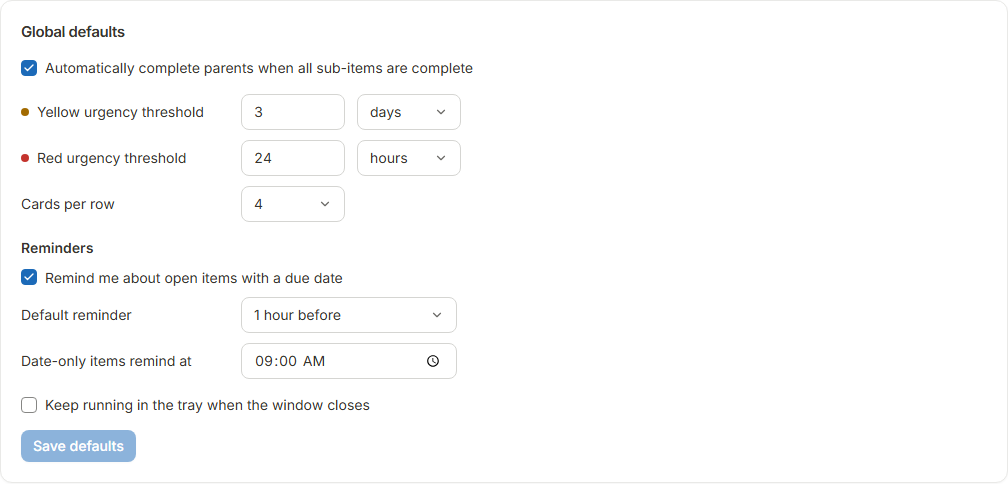 Global defaults
Automatically complete parents when all sub-items are complete
Yellow urgency threshold 3 days
Red urgency threshold 24 hours
Cards per row 4
Reminders
Remind me about open items with a due date
Default reminder 1 hour before
Date-only items remind at 09:00 AM
Keep running in the tray when the window closes
Save defaults